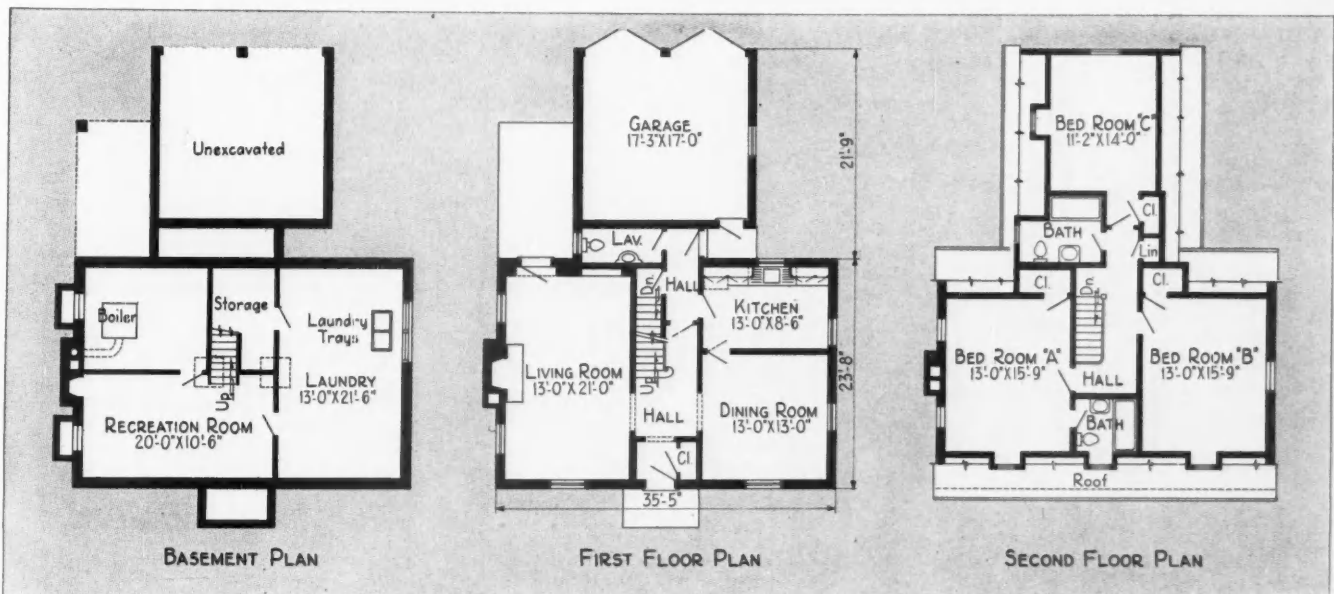 Unexcavated
Boiler
Storage
Laundry
Trays
LAUNDRY
13'-0"X21'-6"
Up
RECREATION ROOM
20'-0"X10'-6"
BASEMENT PLAN
GARAGE
17'-3"X17'-0"
21'-9"
LAV.
Dn.
HALL
KITCHEN
13'-0"X8'-6"
LIVING ROOM
13'-0"X21'-0"
Up
HALL
DINING ROOM
13'-0"X13'-0"
23'-8"
Cl.
35'-5"
FIRST FLOOR PLAN
BED ROOM "C"
11'-2"X14'-0"
Cl.
BATH
Lin
Cl.
Dn.
Cl.
BED ROOM "A"
13'-0"X15'-9"
HALL
BED ROOM "B"
13'-0"X15'-9"
BATH
Roof
SECOND FLOOR PLAN